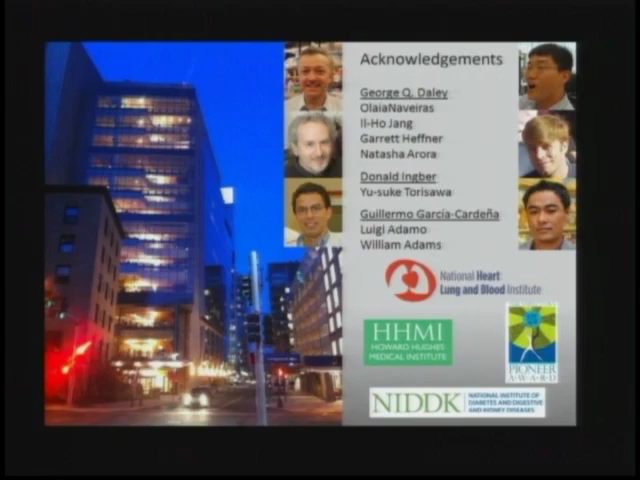 Acknowledgements
George Q. Daley
OlaiaNaveiras
Il-Ho Jang
Garrett Heffner
Natasha Arora
Donald Ingber
Yu-suke Torisawa
Guillermo García-Cardeña
Luigi Adamo
William Adams
National Heart
Lung and Blood Institute
HHMI
HOWARD HUGHES
MEDICAL INSTITUTE
PIONEER
AWARD
NIDDK
NATIONAL INSTITUTE OF
DIABETES AND DIGESTIVE
AND KIDNEY DISEASES